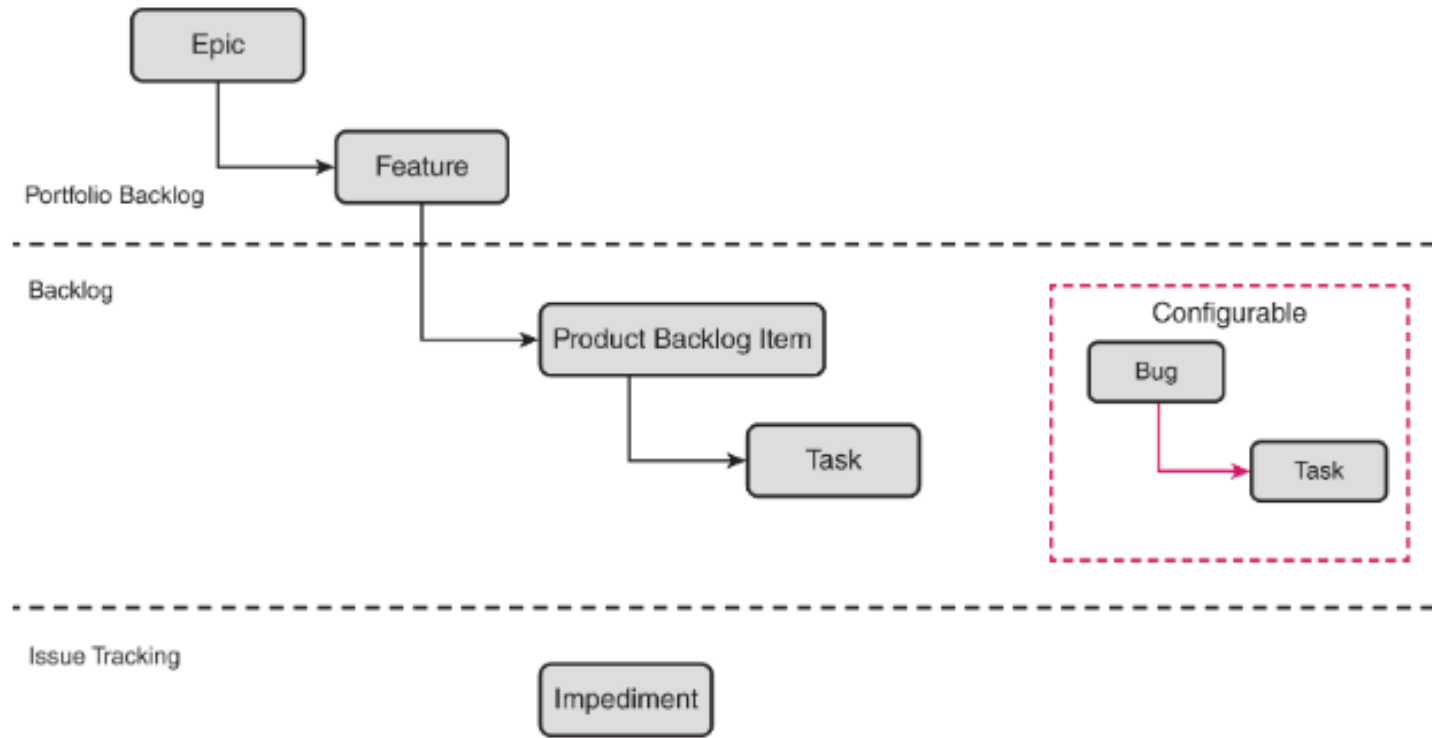 Epic
Feature
Portfolio Backlog
Backlog
Configurable
Product Backlog Item
Bug
Task
Task
Issue Tracking
Impediment